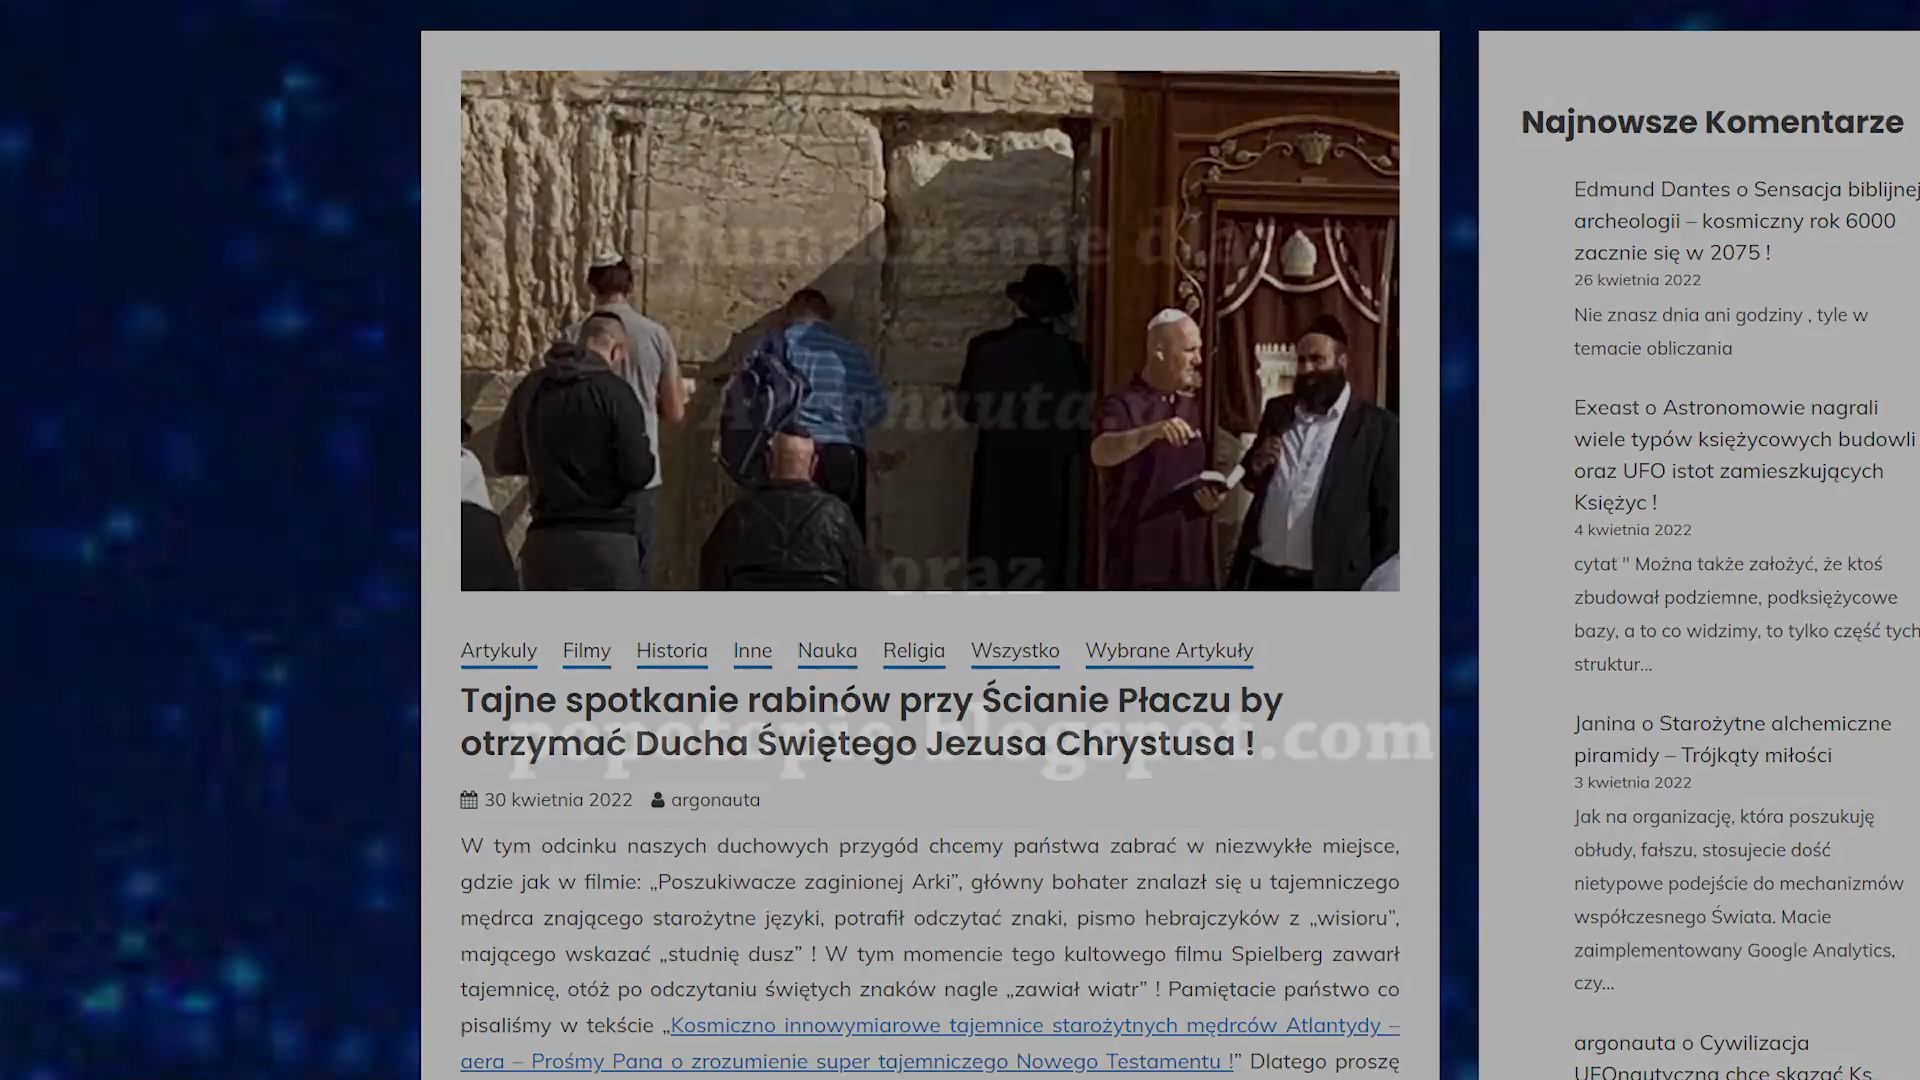 Tłumaczenie dla
Argonauta
oraz
Artykuly Filmy Historia Inne Nauka Religia Wszystko Wybrane Artykuły
Tajne spotkanie rabinów przy Ścianie Płaczu by
otrzymać Ducha Świętego Jezusa Chrystusa !
popotopie.blogspot.com
30 kwietnia 2022 argonauta
W tym odcinku naszych duchowych przygód chcemy państwa zabrać w niezwykłe miejsce,
gdzie jak w filmie: „Poszukiwacze zaginionej Arki”, główny bohater znalazł się u tajemniczego
mędrca znającego starożytne języki, potrafił odczytać znaki, pismo hebrajczyków z „wisioru”,
mającego wskazać „studnię dusz” ! W tym momencie tego kultowego filmu Spielberg zawarł
tajemnicę, otóż po odczytaniu świętych znaków nagle „zawiał wiatr” ! Pamiętacie państwo co
pisaliśmy w tekście „Kosmiczno innowymiarowe tajemnice starożytnych mędrców Atlantydy –
aera – Prośmy Pana o zrozumienie super tajemniczego Nowego Testamentu !” Dlatego proszę
Najnowsze Komentarze
Edmund Dantes o Sensacja biblijnej
archeologii – kosmiczny rok 6000
zacznie się w 2075 !
26 kwietnia 2022
Nie znasz dnia ani godziny , tyle w
temacie obliczania
Exeast o Astronomowie nagrali
wiele typów księżycowych budowli
oraz UFO istot zamieszkujących
Księżyc !
4 kwietnia 2022
cytat " Można także założyć, że ktoś
zbudował podziemne, podksiężycowe
bazy, a to co widzimy, to tylko część tych
struktur...
Janina o Starożytne alchemiczne
piramidy – Trójkąty miłości
3 kwietnia 2022
Jak na organizację, która poszukuję
obłudy, fałszu, stosujecie dość
nietypowe podejście do mechanizmów
współczesnego Świata. Macie
zaimplementowany Google Analytics,
czy...
argonauta o Cywilizacja
UFOnautyczna chce skazać Ks.